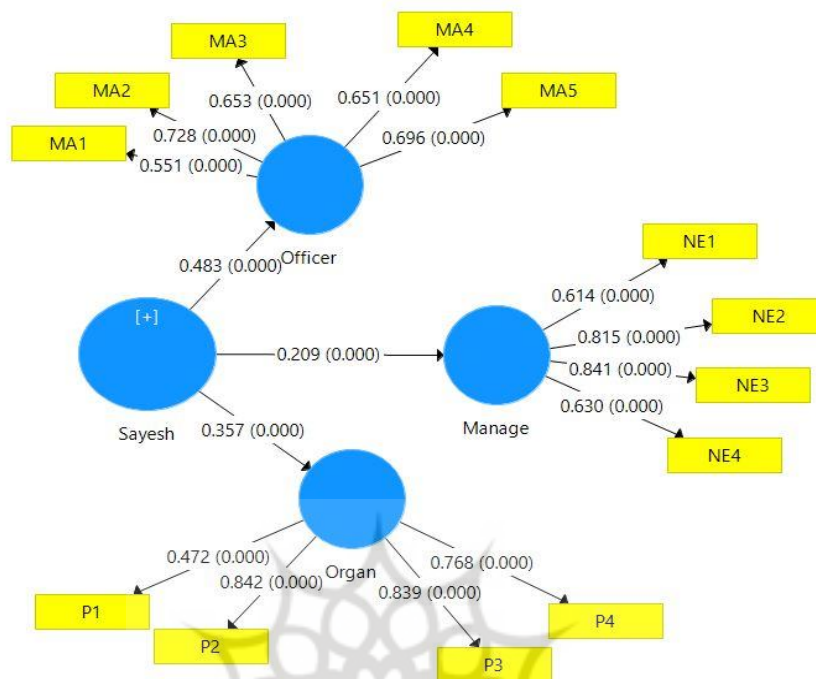 MA3
MA4
MA2
MA5
MA1
0.653 (0.000)
0.651 (0.000)
0.728 (0.000)
0.696 (0.000)
0.551 (0.000)
Officer
0.483 (0.000)
NE1
0.614 (0.000)
[+]
NE2
0.815 (0.000)
0.209 (0.000)
0.841 (0.000)
NE3
0.630 (0.000)
Sayesh
Manage
NE4
0.357 (0.000)
0.472 (0.000)
Organ
0.768 (0.000)
0.842 (0.000)
0.839 (0.000)
P1
P2
P4
P3